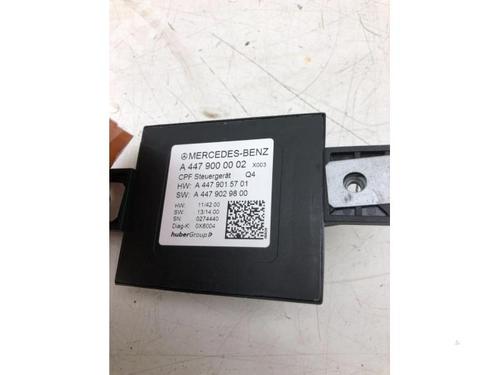 MERCEDES-BENZ
A 447 900 00 02 X003
CPF Steuergerät Q4
HW: A 447 901 57 01
SW: A 447 902 98 00
HW: 11/42 00
SW: 13/14 00
SN: 0274440
Diag-K: 0X8004
huberGroup